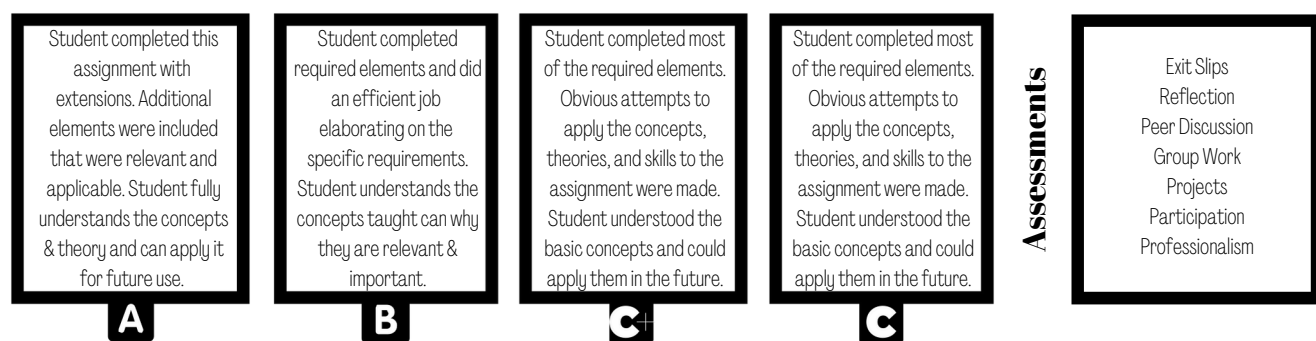 Student completed this
assignment with
extensions. Additional
elements were included
that were relevant and
applicable. Student fully
understands the concepts
& theory and can apply it
for future use.
A
Student completed
required elements and did
an efficient job
elaborating on the
specific requirements.
Student understands the
concepts taught can why
they are relevant &
important.
B
Student completed most
of the required elements.
Obvious attempts to
apply the concepts,
theories, and skills to the
assignment were made.
Student understood the
basic concepts and could
apply them in the future.
C+
Student completed most
of the required elements.
Obvious attempts to
apply the concepts,
theories, and skills to the
assignment were made.
Student understood the
basic concepts and could
apply them in the future.
C
Assessments
Exit Slips
Reflection
Peer Discussion
Group Work
Projects
Participation
Professionalism